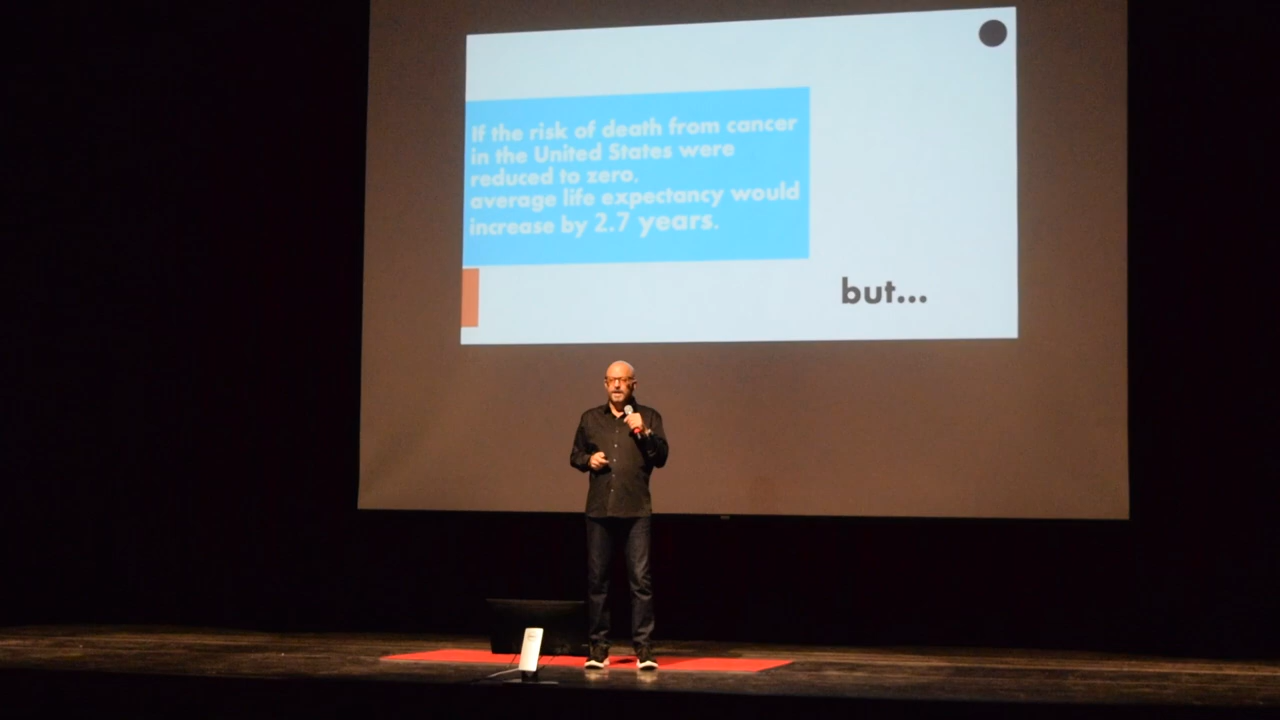 If the risk of death from cancer
in the United States were
reduced to zero,
average life expectancy would
increase by 2.7 years.
but...